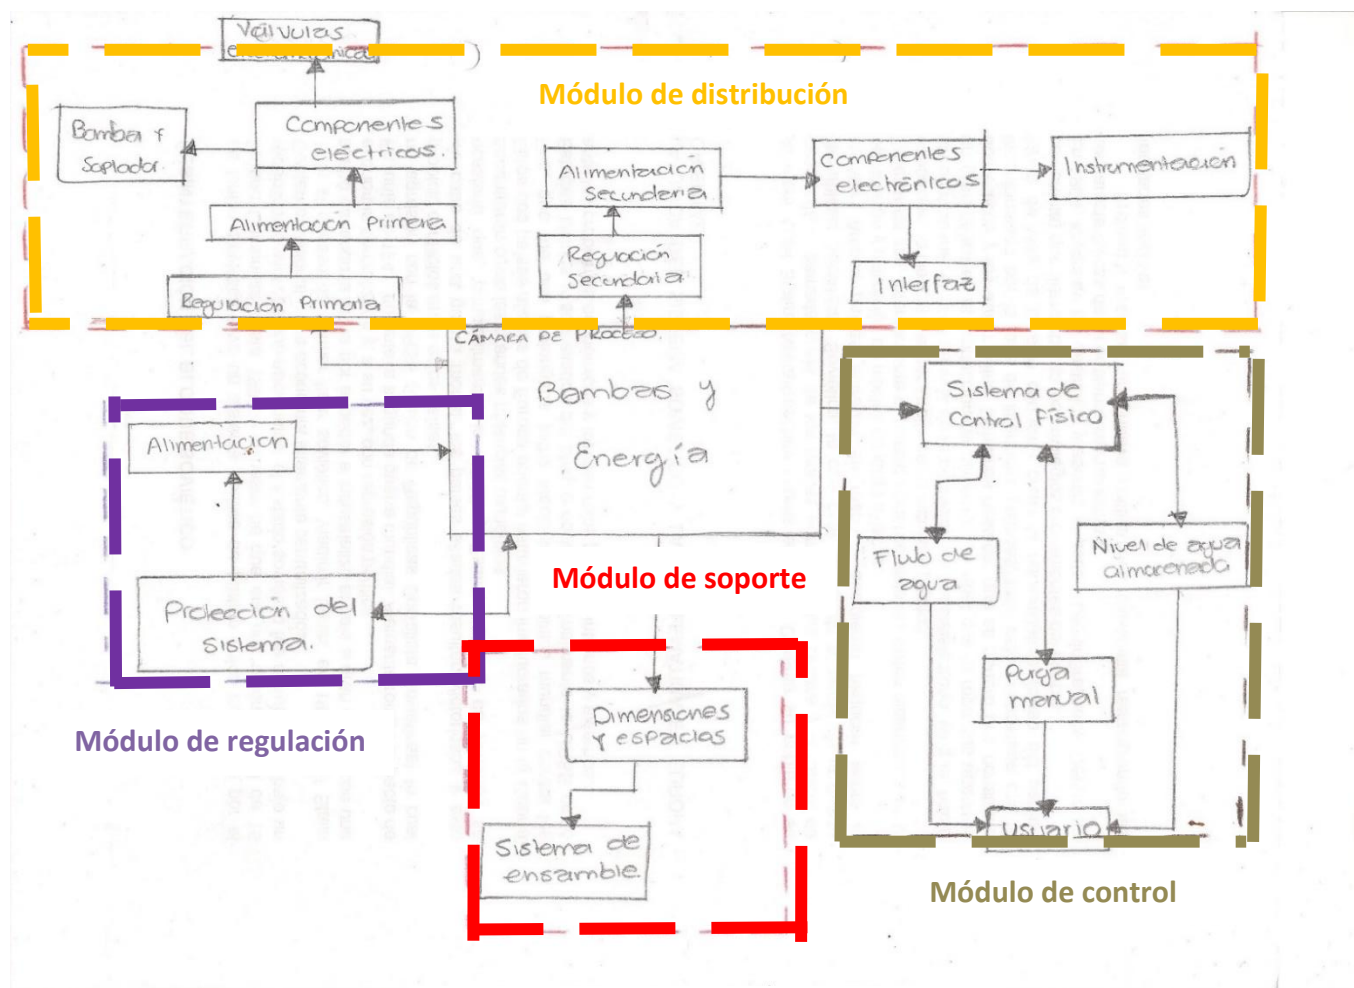 Válvulas
Módulo de distribución
Bomba y
Soplador.
Componentes
eléctricos.
Alimentación
Secundaria
Componentes
electrónicos
Instrumentación
Alimentación Primera
Regulación
Secundaria
Interfaz
Regulación Primaria
CÁMARA DE PROCESO.
Bombas y
Energía
Sistema de
Control Físico
Alimentación
Flujo de
agua
Nivel de agua
almacenada
Módulo de soporte
Protección del
Sistema.
Purga
manual
Dimensiones
y espacios
Módulo de regulación
Sistema de
ensamble.
Usuario
Módulo de control